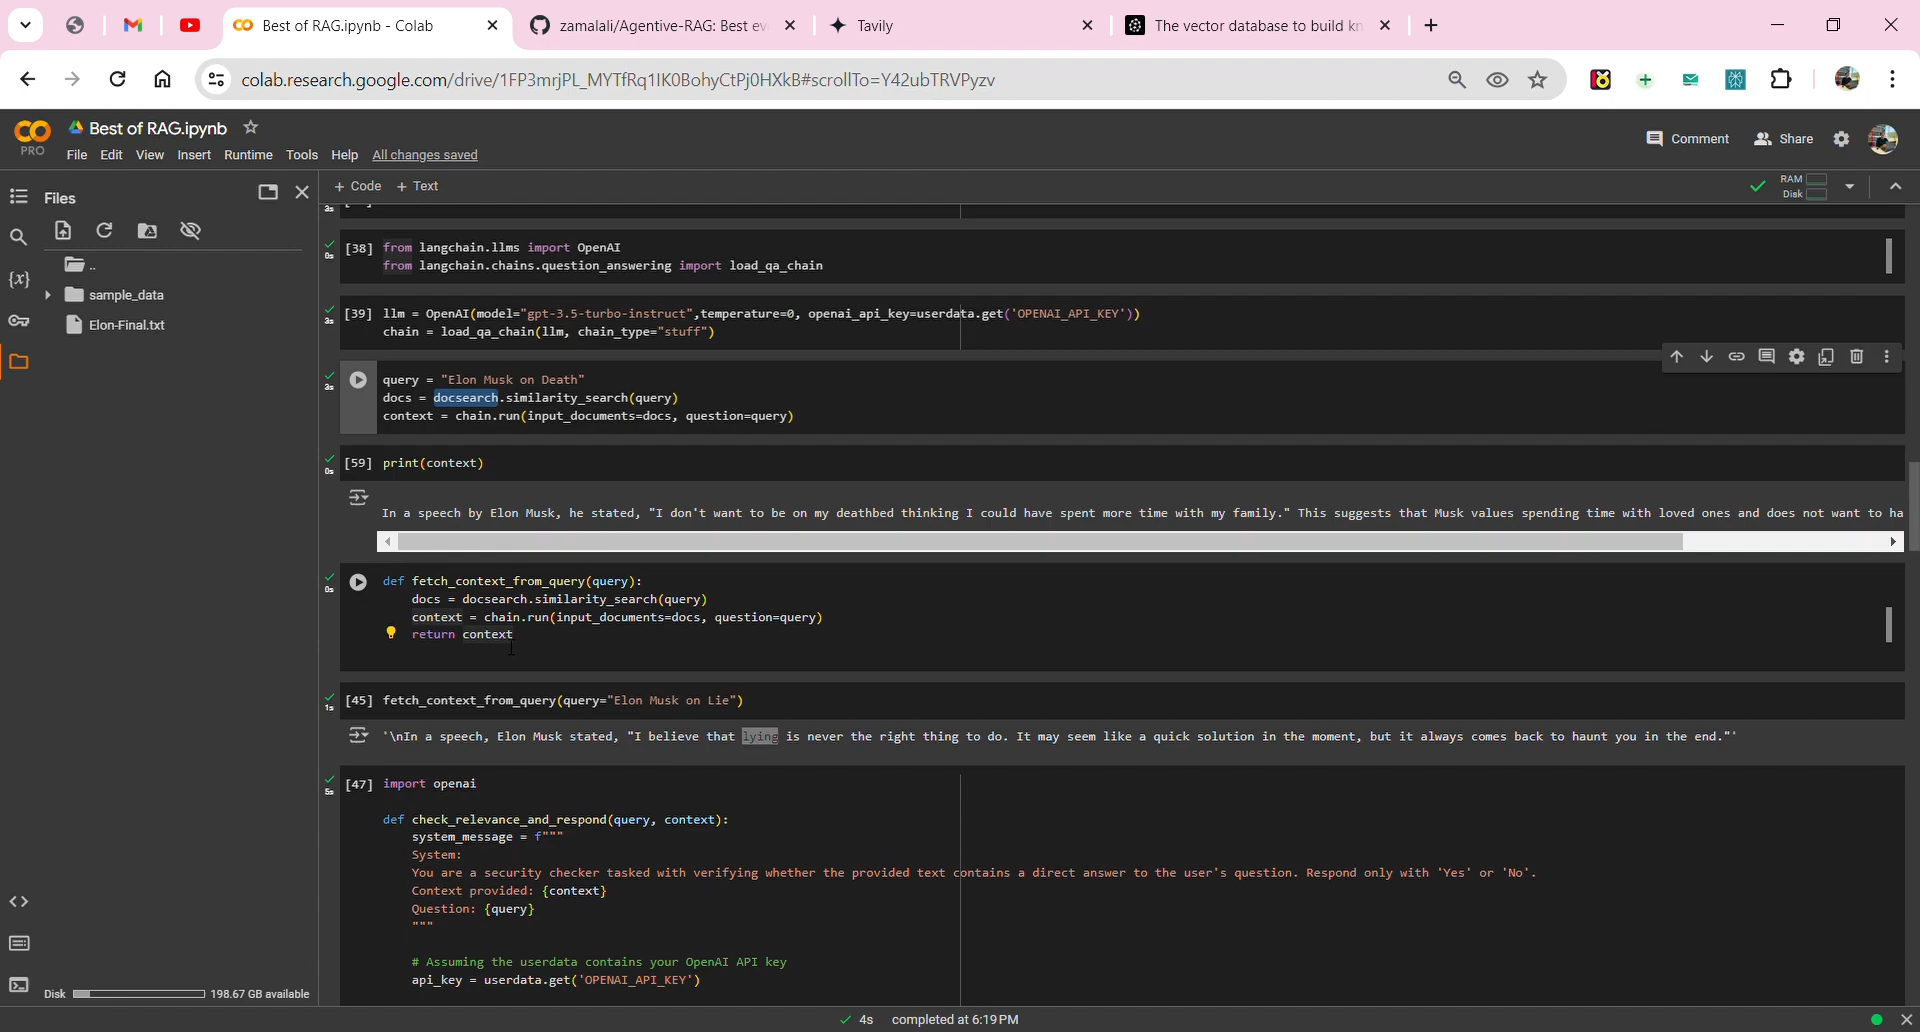 Best of RAG.ipynb - Colab
zamalali/Agentive-RAG: Best ev
Tavily
The vector database to build kn
colab.research.google.com/drive/1FP3mrjPL_MYTfRq1IK0BohyCtPj0HXkB#scrollTo=Y42ubTRVPyzv
CO
PRO
Best of RAG.ipynb
File Edit View Insert Runtime Tools Help All changes saved
Comment
Share
Files
+ Code + Text
RAM
Disk
..
sample_data
Elon-Final.txt
3s
[38] from langchain.llms import OpenAI
0s
from langchain.chains.question_answering import load_qa_chain
[39] llm = OpenAI(model="gpt-3.5-turbo-instruct",temperature=0, openai_api_key=userdata.get('OPENAI_API_KEY'))
3s
chain = load_qa_chain(llm, chain_type="stuff")
query = "Elon Musk on Death"
3s
docs = docsearch.similarity_search(query)
context = chain.run(input_documents=docs, question=query)
[59] print(context)
0s
In a speech by Elon Musk, he stated, "I don't want to be on my deathbed thinking I could have spent more time with my family." This suggests that Musk values spending time with loved ones and does not want to ha
def fetch_context_from_query(query):
0s
docs = docsearch.similarity_search(query)
context = chain.run(input_documents=docs, question=query)
return context
[45] fetch_context_from_query(query="Elon Musk on Lie")
1s
'\nIn a speech, Elon Musk stated, "I believe that lying is never the right thing to do. It may seem like a quick solution in the moment, but it always comes back to haunt you in the end."'
[47] import openai
5s
def check_relevance_and_respond(query, context):
system_message = f"""
System:
You are a security checker tasked with verifying whether the provided text contains a direct answer to the user's question. Respond only with 'Yes' or 'No'.
Context provided: {context}
Question: {query}
"""
# Assuming the userdata contains your OpenAI API key
api_key = userdata.get('OPENAI_API_KEY')
Disk 198.67 GB available
4s completed at 6:19 PM